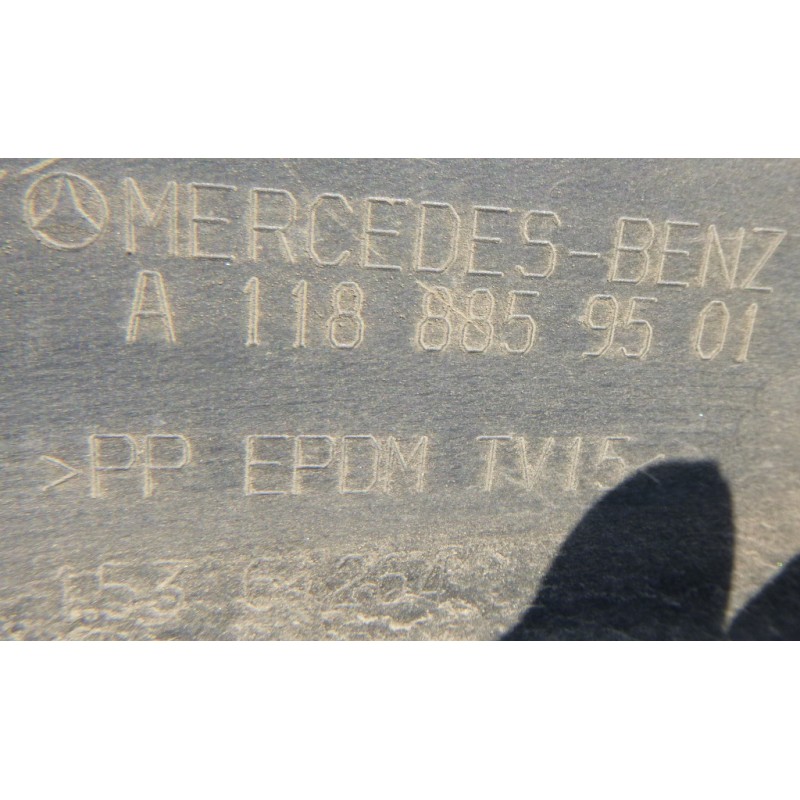 MERCEDES-BENZ
A 118 885 95 01
>PP EPDM TV15<